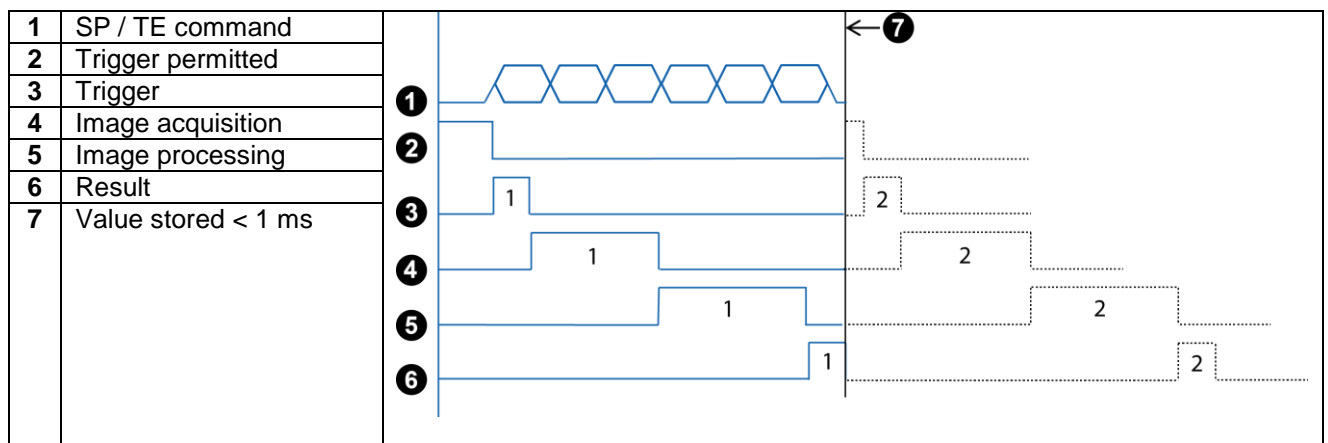 1 SP / TE command
2 Trigger permitted
3 Trigger
4 Image acquisition
5 Image processing
6 Result
7 Value stored < 1 ms
7
1
2
3 1 2
4 1 2
5 1 2
6 1 2